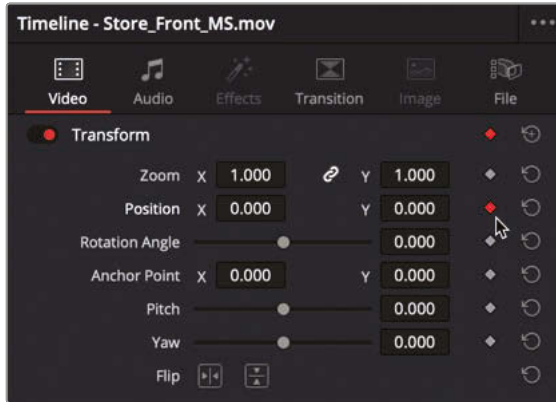 Timeline - Store_Front_MS.mov
Video Audio Effects Transition Image File
Transform
Zoom X 1.000 Y 1.000
Position X 0.000 Y 0.000
Rotation Angle 0.000
Anchor Point X 0.000 Y 0.000
Pitch 0.000
Yaw 0.000
Flip